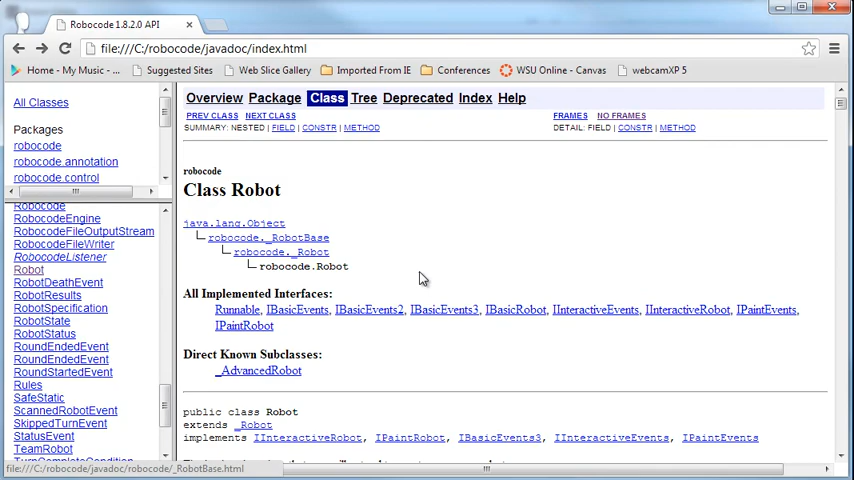 Robocode 1.8.2.0 API
file:///C:/robocode/javadoc/index.html
Home - My Music - ... Suggested Sites Web Slice Gallery Imported From IE Conferences WSU Online - Canvas webcamXP 5
All Classes
Packages
robocode
robocode.annotation
robocode.control
RobocodeEngine
RobocodeFileOutputStream
RobocodeFileWriter
RobocodeListener
Robot
RobotDeathEvent
RobotResults
RobotSpecification
RobotState
RobotStatus
RoundEndedEvent
RoundEndedEvent
RoundStartedEvent
Rules
SafeStatic
ScannedRobotEvent
SkippedTurnEvent
StatusEvent
TeamRobot
file:///C:/robocode/javadoc/robocode/_RobotBase.html
Overview Package Class Tree Deprecated Index Help
PREV CLASS NEXT CLASS FRAMES NO FRAMES
SUMMARY: NESTED | FIELD | CONSTR | METHOD DETAIL: FIELD | CONSTR | METHOD
robocode
Class Robot
java.lang.Object
robocode._RobotBase
robocode._Robot
robocode.Robot
All Implemented Interfaces:
Runnable, IBasicEvents, IBasicEvents2, IBasicEvents3, IBasicRobot, IInteractiveEvents, IInteractiveRobot, IPaintEvents,
IPaintRobot
Direct Known Subclasses:
_AdvancedRobot
public class Robot
extends _Robot
implements IInteractiveRobot, IPaintRobot, IBasicEvents3, IInteractiveEvents, IPaintEvents